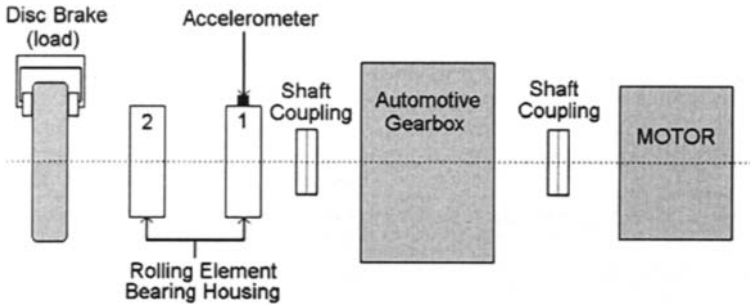 Disc Brake
(load)
Accelerometer
Shaft
Coupling
Automotive
Gearbox
Shaft
Coupling
MOTOR
2
1
Rolling Element
Bearing Housing